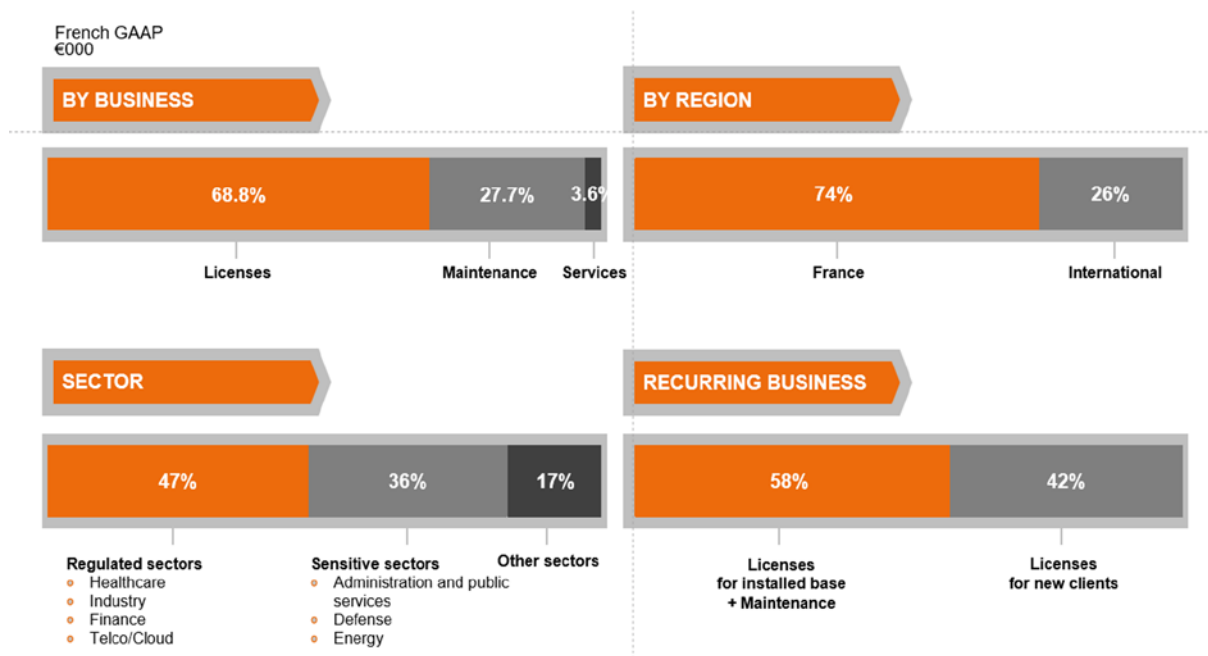 French GAAP
€000
BY BUSINESS
68.8%
27.7%
3.6%
Licenses
Maintenance
Services
BY REGION
74%
26%
France
International
SECTOR
47%
36%
17%
Regulated sectors
Healthcare
Industry
Finance
Telco/Cloud
Sensitive sectors
Administration and public
services
Defense
Energy
Other sectors
RECURRING BUSINESS
58%
42%
Licenses
for installed base
+ Maintenance
Licenses
for new clients